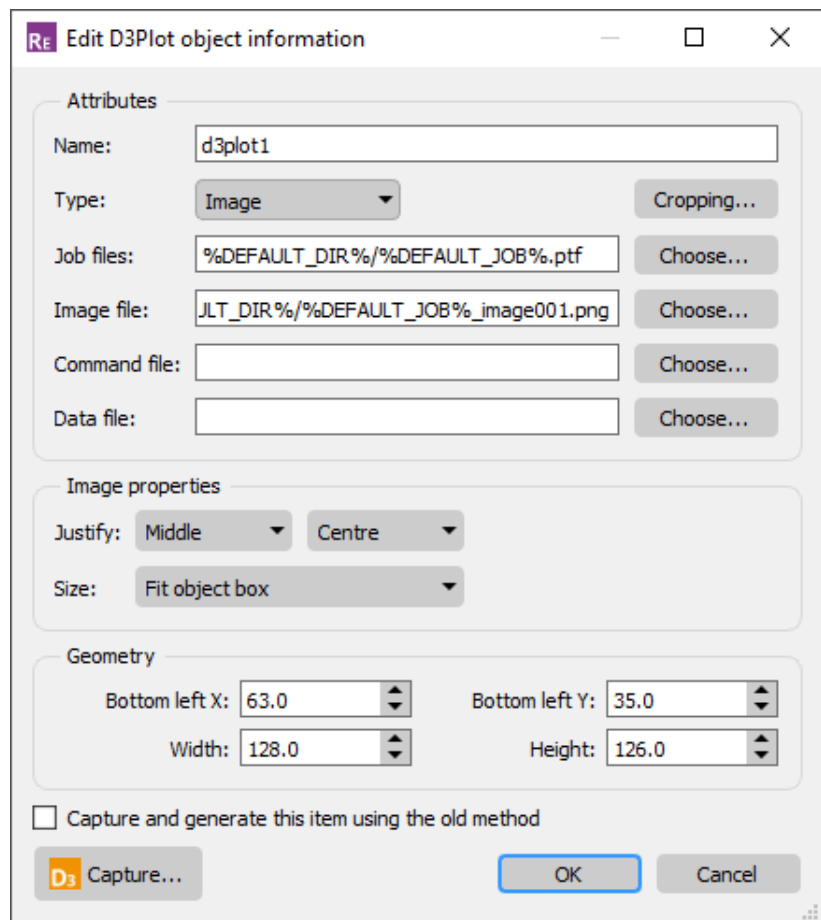 RE Edit D3Plot object information
Attributes
Name: d3plot1
Type: Image Cropping...
Job files: %DEFAULT_DIR%/%DEFAULT_JOB%.ptf Choose...
Image file: JLT_DIR%/%DEFAULT_JOB%_image001.png Choose...
Command file: Choose...
Data file: Choose...
Image properties
Justify: Middle Centre
Size: Fit object box
Geometry
Bottom left X: 63.0 Bottom left Y: 35.0
Width: 128.0 Height: 126.0
Capture and generate this item using the old method
D3 Capture... OK Cancel